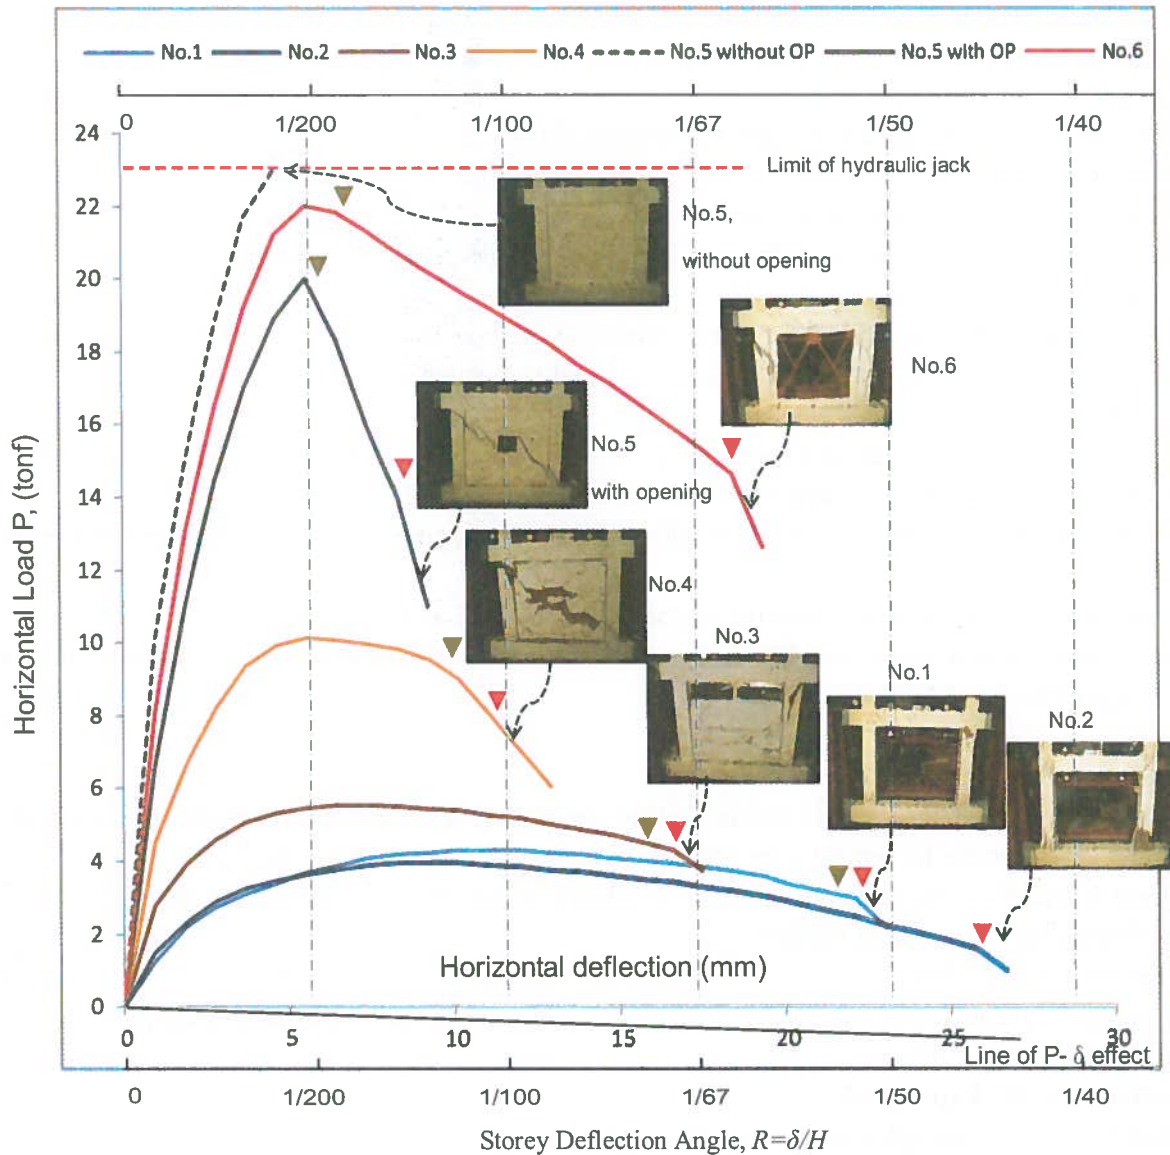 No.1 No.2 No.3 No.4 No.5 without OP No.5 with OP No.6
0 1/200 1/100 1/67 1/50 1/40
24
Limit of hydraulic jack
22
No.5,
without opening
20
18
No.6
16
No.5
with opening
14
12
No.4
10
No.3
No.1
No.2
8
6
4
2
Horizontal deflection (mm)
0
Horizontal Load P, (tonf)
0 5 10 15 20 25 30
Line of P- δ effect
0 1/200 1/100 1/67 1/50 1/40
Storey Deflection Angle, R=δ/H